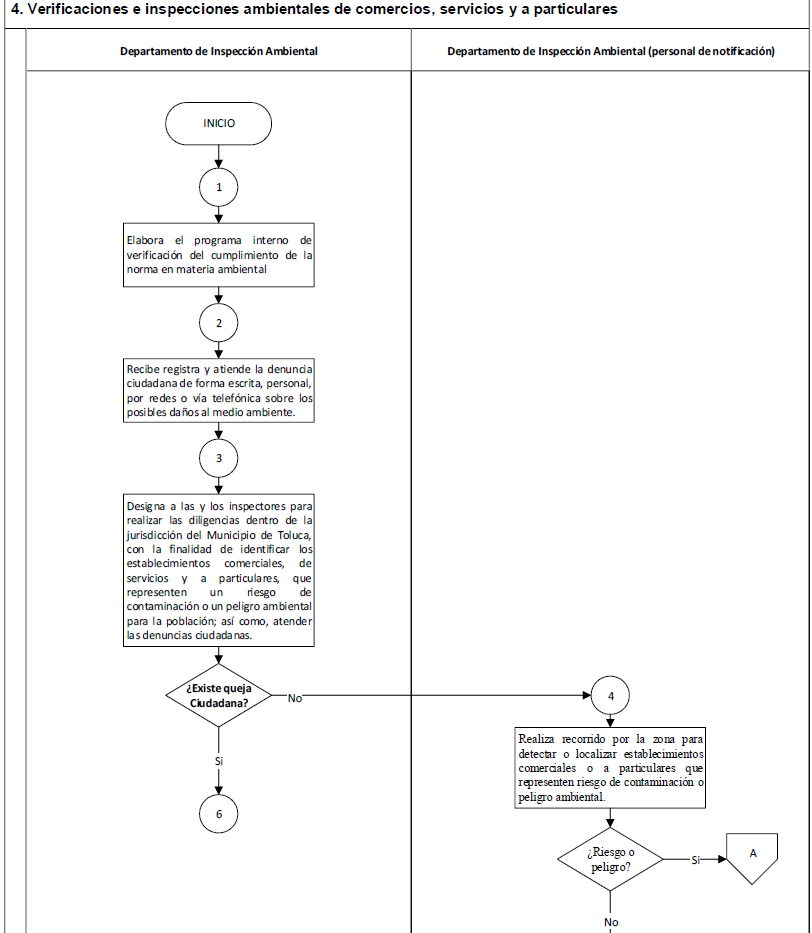 4. Verificaciones e inspecciones ambientales de comercios, servicios y a particulares
Departamento de Inspección Ambiental
Departamento de Inspección Ambiental (personal de notificación)
INICIO
1
Elabora el programa interno de
verificación del cumplimiento de la
norma en materia ambiental
2
Recibe registra y atiende la denuncia
ciudadana de forma escrita, personal,
por redes o vía telefónica sobre los
posibles daños al medio ambiente.
3
Designa a las y los inspectores para
realizar las diligencias dentro de la
jurisdicción del Municipio de Toluca,
con la finalidad de identificar los
establecimientos comerciales, de
servicios y a particulares, que
representen un riesgo de
contaminación o un peligro ambiental
para la población; así como, atender
las denuncias ciudadanas.
¿Existe queja
Ciudadana?
No
Si
6
4
Realiza recorrido por la zona para
detectar o localizar establecimientos
comerciales o a particulares que
representen riesgo de contaminación o
peligro ambiental.
¿Riesgo o
peligro?
Si
A
No